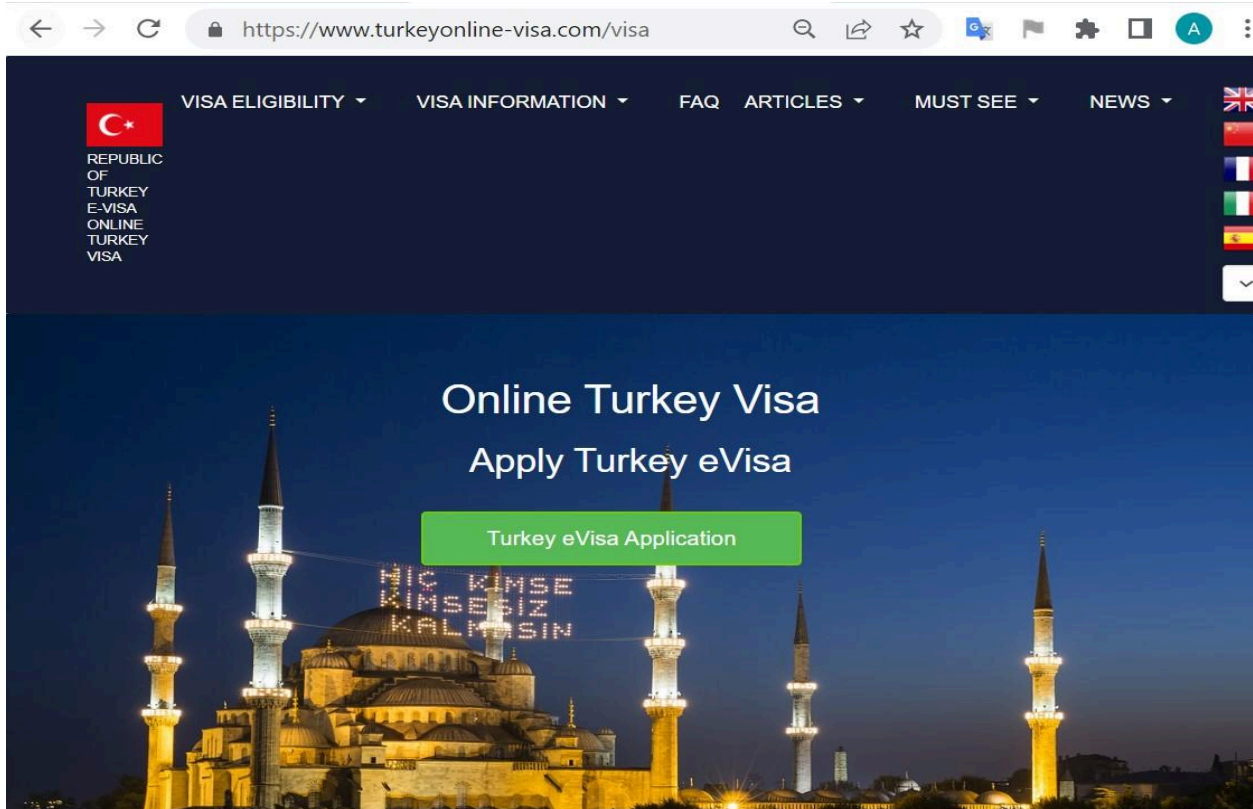 https://www.turkeyonline-visa.com/visa
A
VISA ELIGIBILITY
VISA INFORMATION
FAQ
ARTICLES
MUST SEE
NEWS
REPUBLIC
OF
TURKEY
E-VISA
ONLINE
TURKEY
VISA
Online Turkey Visa
Apply Turkey eVisa
Turkey eVisa Application
HİÇ KİMSE
KİMSESİZ
KALMASIN